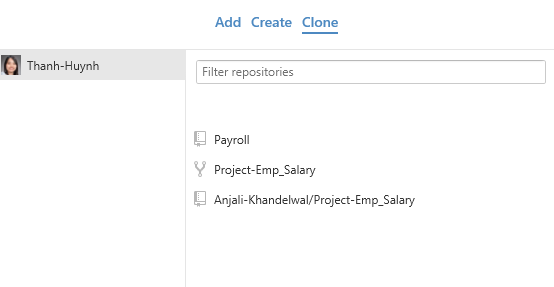 Add Create Clone
Thanh-Huynh
Filter repositories
Payroll
Project-Emp_Salary
Anjali-Khandelwal/Project-Emp_Salary